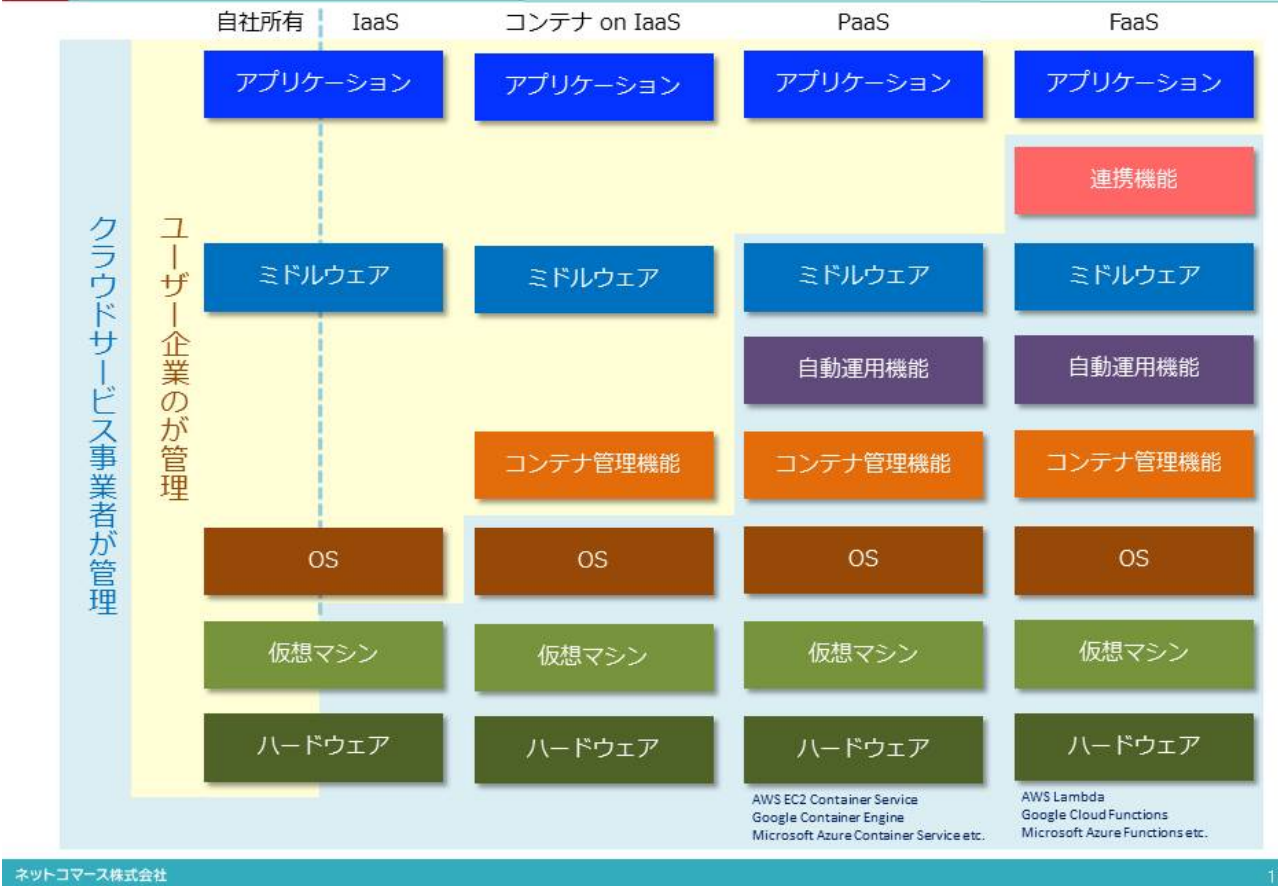 自社所有 IaaS コンテナ on IaaS PaaS FaaS
アプリケーション アプリケーション アプリケーション アプリケーション
連携機能
クラウドサービス事業者が管理
ユーザー企業のが管理
ミドルウェア ミドルウェア ミドルウェア ミドルウェア
自動運用機能 自動運用機能
コンテナ管理機能 コンテナ管理機能 コンテナ管理機能
OS OS OS OS
仮想マシン 仮想マシン 仮想マシン 仮想マシン
ハードウェア ハードウェア ハードウェア ハードウェア
AWS EC2 Container Service
Google Container Engine
Microsoft Azure Container Service etc.
AWS Lambda
Google Cloud Functions
Microsoft Azure Functions etc.
ネットコマース株式会社 1